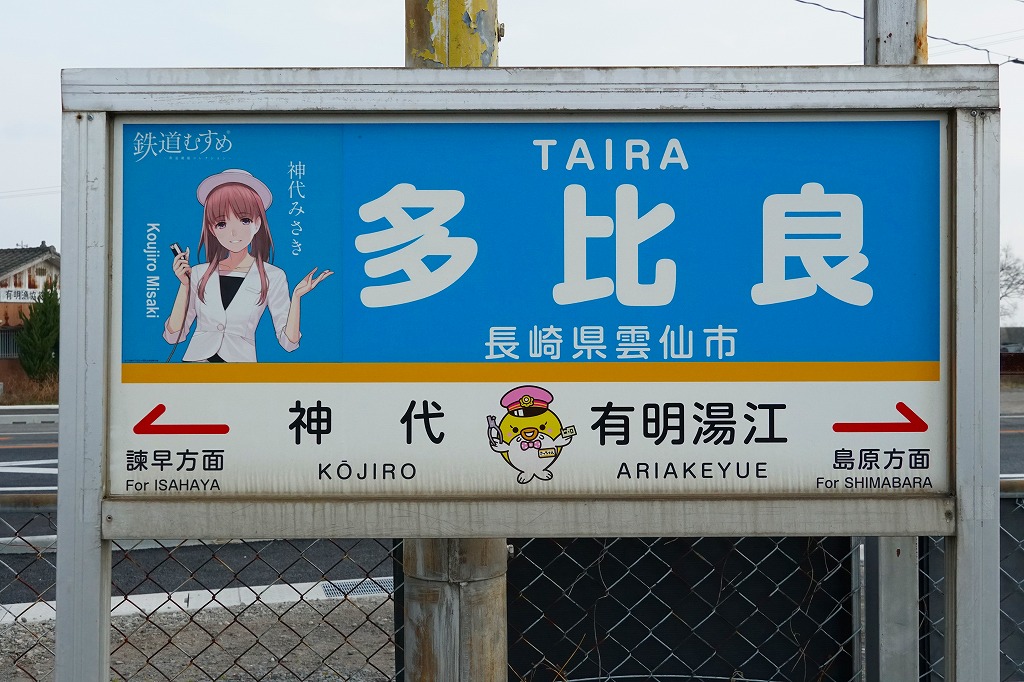 鉄道むすめ
神代みさき
Koujiro Misaki
TAIRA
多比良
長崎県雲仙市
諫早方面
For ISAHAYA
神代
KŌJIRO
有明湯江
ARIAKEYUE
島原方面
For SHIMABARA